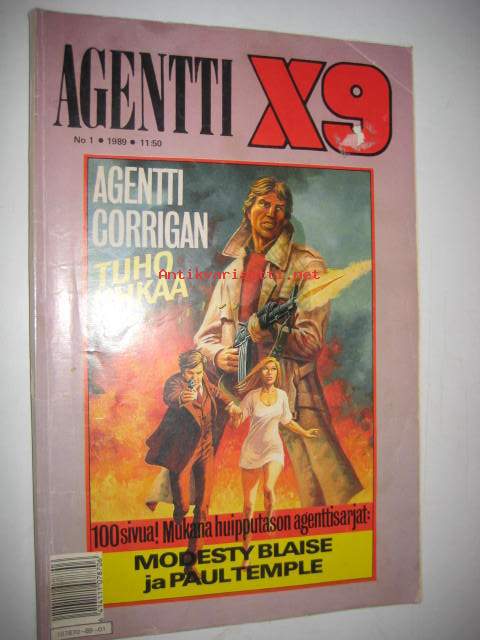 AGENTTI X9
No 1 • 1989 • 11:50
AGENTTI
CORRIGAN
TUHO
UHKAA
Antikvariaatti.net
100 sivua! Mukana huipputason agenttisarjat:
MODESTY BLAISE
ja PAUL TEMPLE